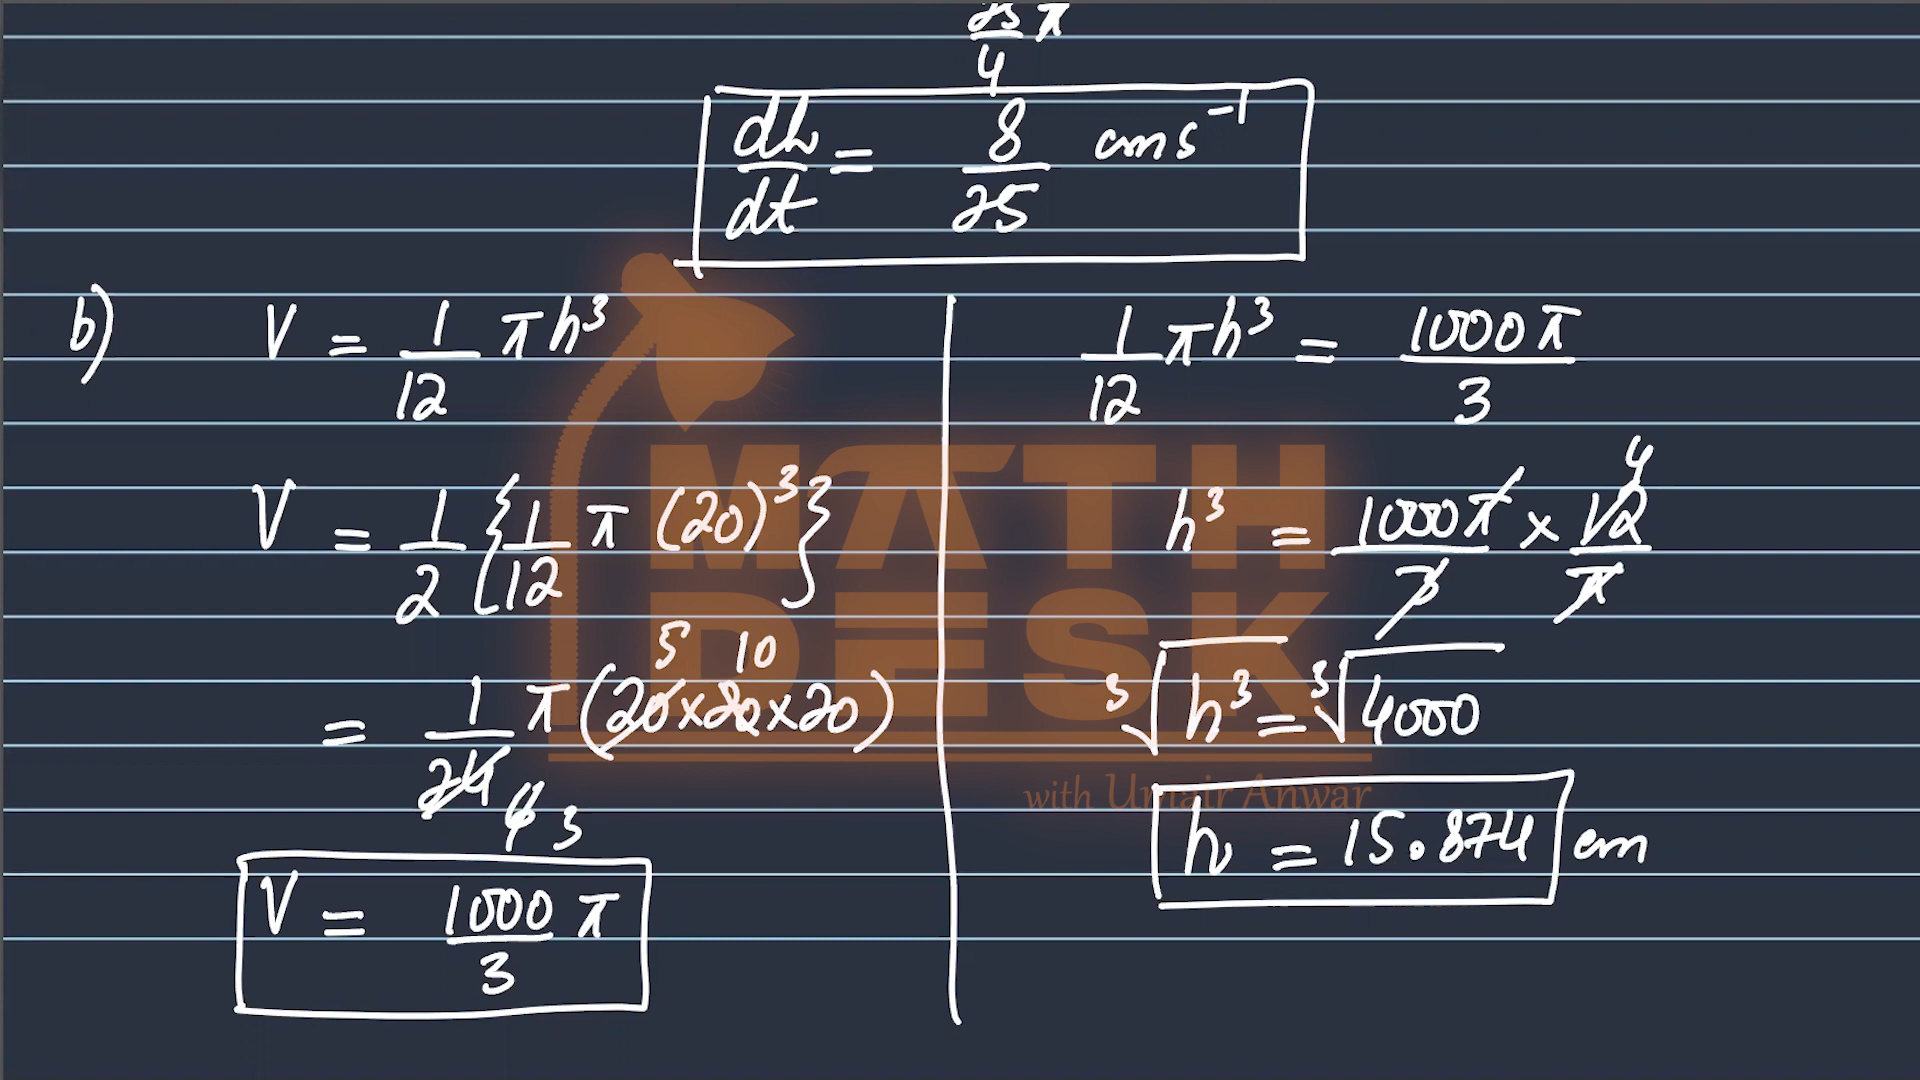 25/4 π
dh/dt = 8/25 cms⁻¹
b)
V = 1/12 πh³
V = 1/2 {1/12 π (20)³}
5 10
= 1/24 π (20×20×20)
4 3
V = 1000/3 π
1/12 πh³ = 1000π/3
4
h³ = 1000π/3 × 12/π
³√h³ = ³√4000
h = 15.874 cm
MATH
DESK
with Umair Anwar